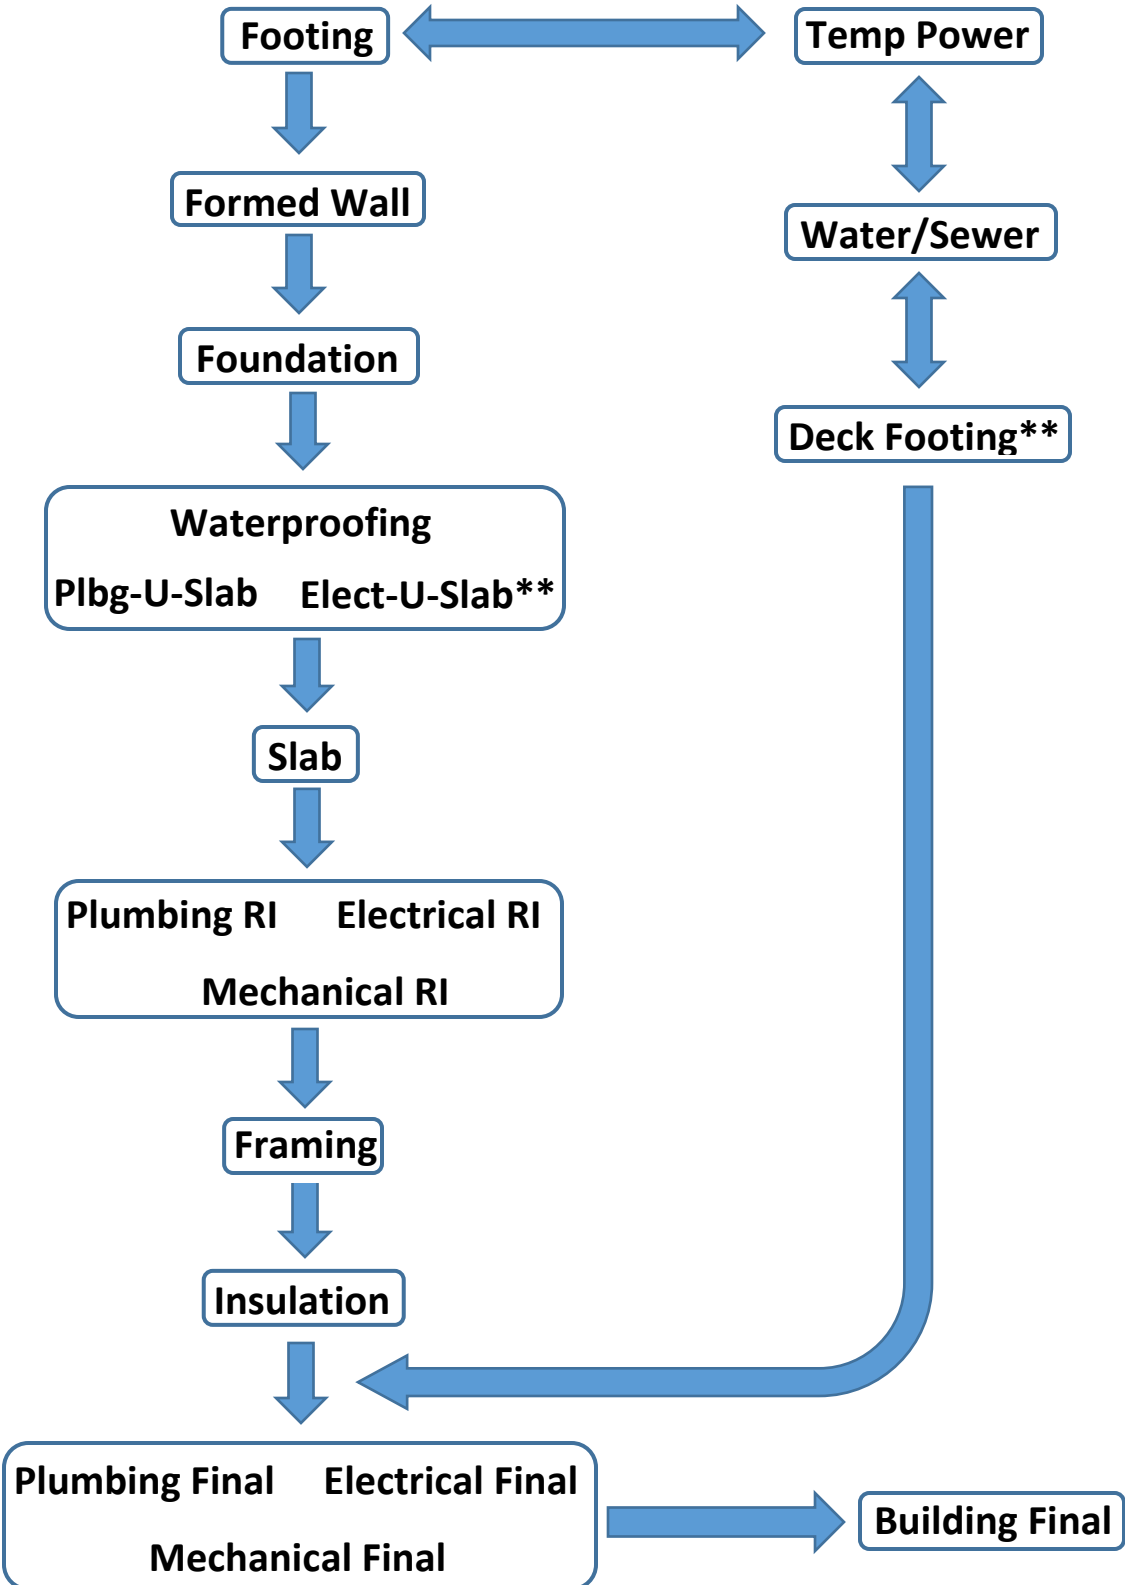 Footing
Temp Power
Formed Wall
Water/Sewer
Foundation
Deck Footing**
Waterproofing
Plbg-U-Slab
Elect-U-Slab**
Slab
Plumbing RI
Electrical RI
Mechanical RI
Framing
Insulation
Plumbing Final
Electrical Final
Mechanical Final
Building Final